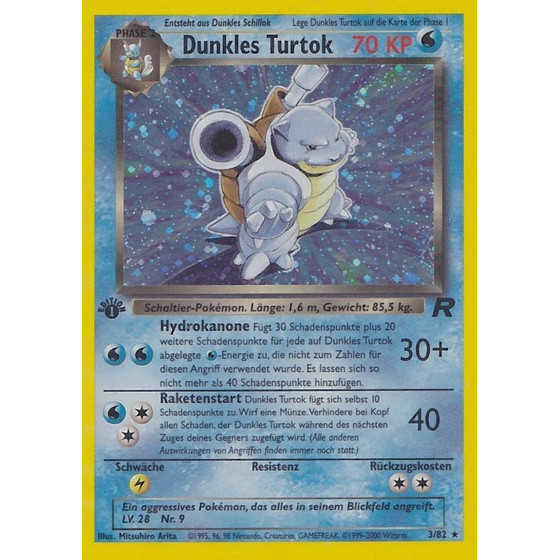 Entsteht aus Dunkles Schillok Lege Dunkles Turtok auf die Karte der Phase 1
PHASE 2
Dunkles Turtok 70 KP
EDITION
1
R
Schaltier-Pokémon. Länge: 1,6 m, Gewicht: 85,5 kg.
Hydrokanone Fügt 30 Schadenspunkte plus 20
weitere Schadenspunkte für jede auf Dunkles Turtok
abgelegte -Energie zu, die nicht zum Zahlen für
diesen Angriff verwendet wurde. Es lassen sich so
nicht mehr als 40 Schadenspunkte hinzufügen.
30+
Raketenstart Dunkles Turtok fügt sich selbst 10
Schadenspunkte zu. Wirf eine Münze. Verhindere bei Kopf
allen Schaden, der Dunkles Turtok während des nächsten
Zuges deines Gegners zugefügt wird. (Alle anderen
Auswirkungen von Angriffen finden immer noch statt.)
40
Schwäche Resistenz Rückzugskosten
Ein aggressives Pokémon, das alles in seinem Blickfeld angreift.
LV. 28 Nr. 9
Illus. Mitsuhiro Arita ©1995, 96, 98 Nintendo, Creatures, GAMEFREAK. ©1999-2000 Wizards. 3/82 ★